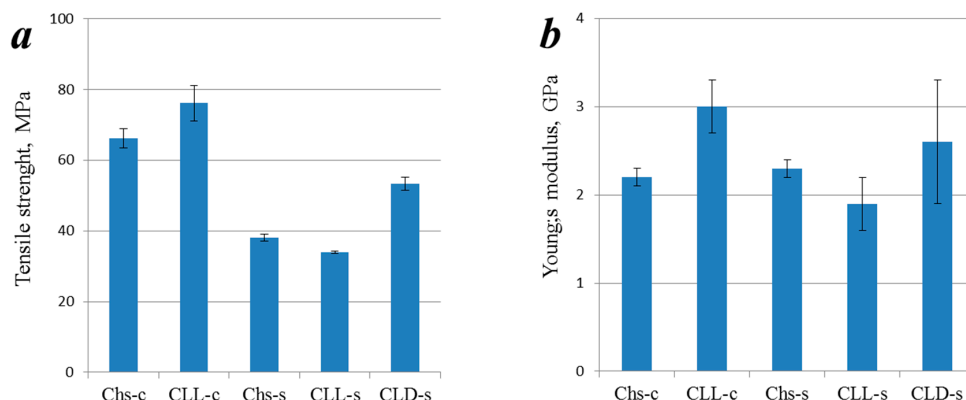 a
Tensile strenght, MPa
100
80
60
40
20
0
Chs-c CLL-c Chs-s CLL-s CLD-s
b
Young;s modulus, GPa
4
3
2
1
0
Chs-c CLL-c Chs-s CLL-s CLD-s